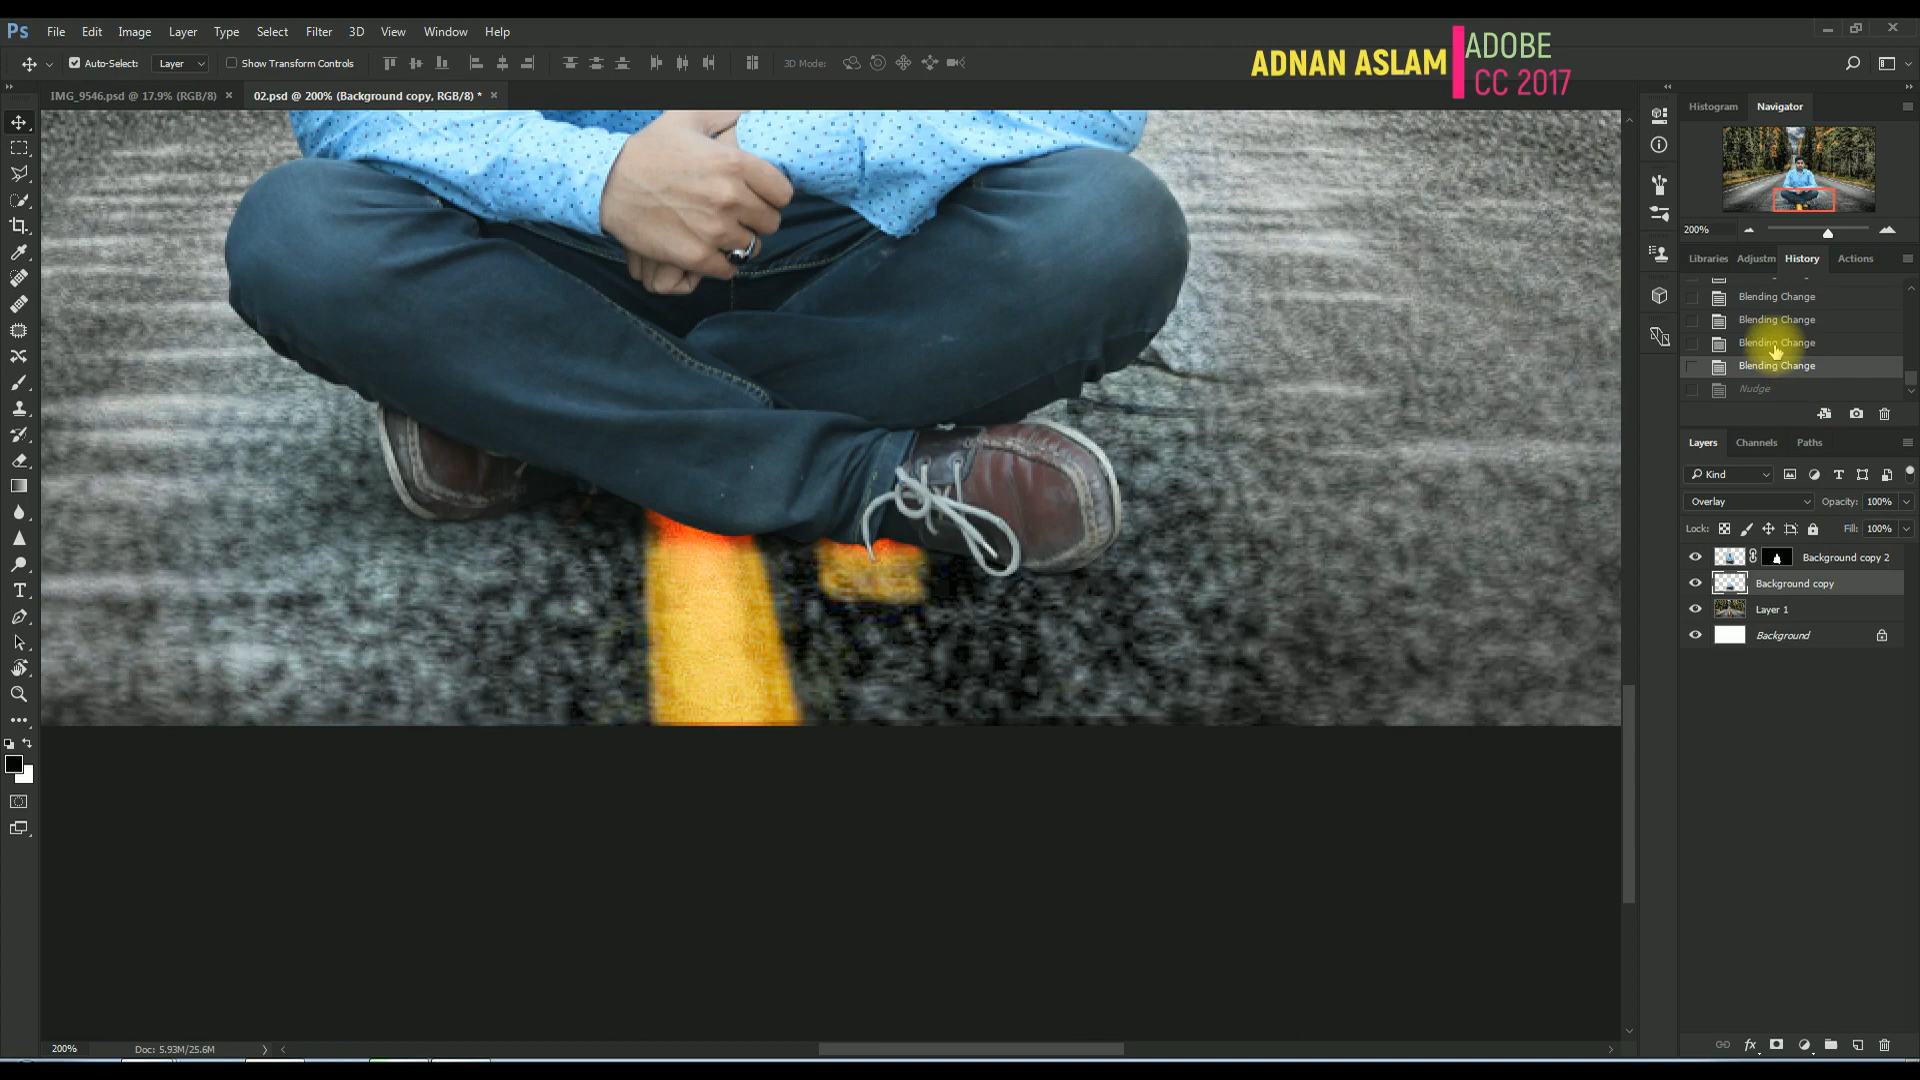 Ps File Edit Image Layer Type Select Filter 3D View Window Help
Auto-Select: Layer Show Transform Controls 3D Mode:
ADNAN ASLAM
ADOBE
CC 2017
IMG_9546.psd @ 17.9% (RGB/8) × 02.psd @ 200% (Background copy, RGB/8) * ×
Histogram Navigator
200%
Libraries Adjustm History Actions
Blending Change
Blending Change
Blending Change
Blending Change
Nudge
Layers Channels Paths
Kind
Overlay Opacity: 100%
Lock: Fill: 100%
Background copy 2
Background copy
Layer 1
Background
200% Doc: 5.93M/25.6M